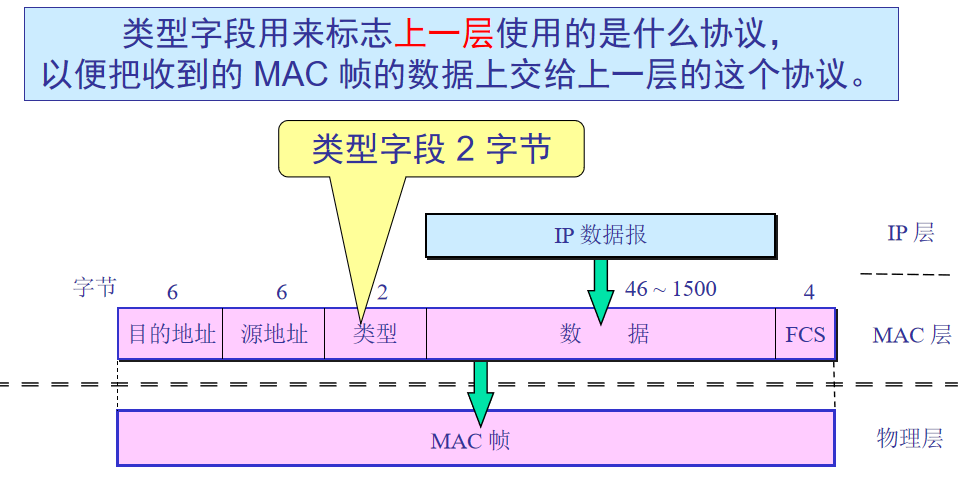 类型字段用来标志上一层使用的是什么协议，
以便把收到的 MAC 帧的数据上交给上一层的这个协议。
类型字段 2 字节
IP 数据报
IP 层
字节
6
6
2
46 ~ 1500
4
目的地址
源地址
类型
数 据
FCS
MAC 层
MAC 帧
物理层